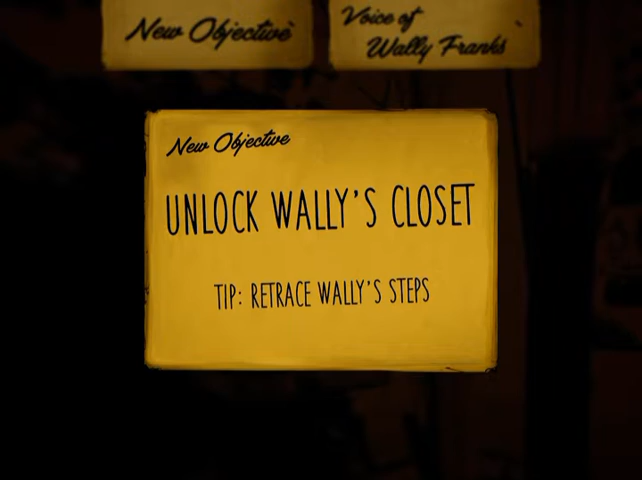 New Objective
Voice of
Wally Franks
New Objective
UNLOCK WALLY'S CLOSET
TIP: RETRACE WALLY'S STEPS